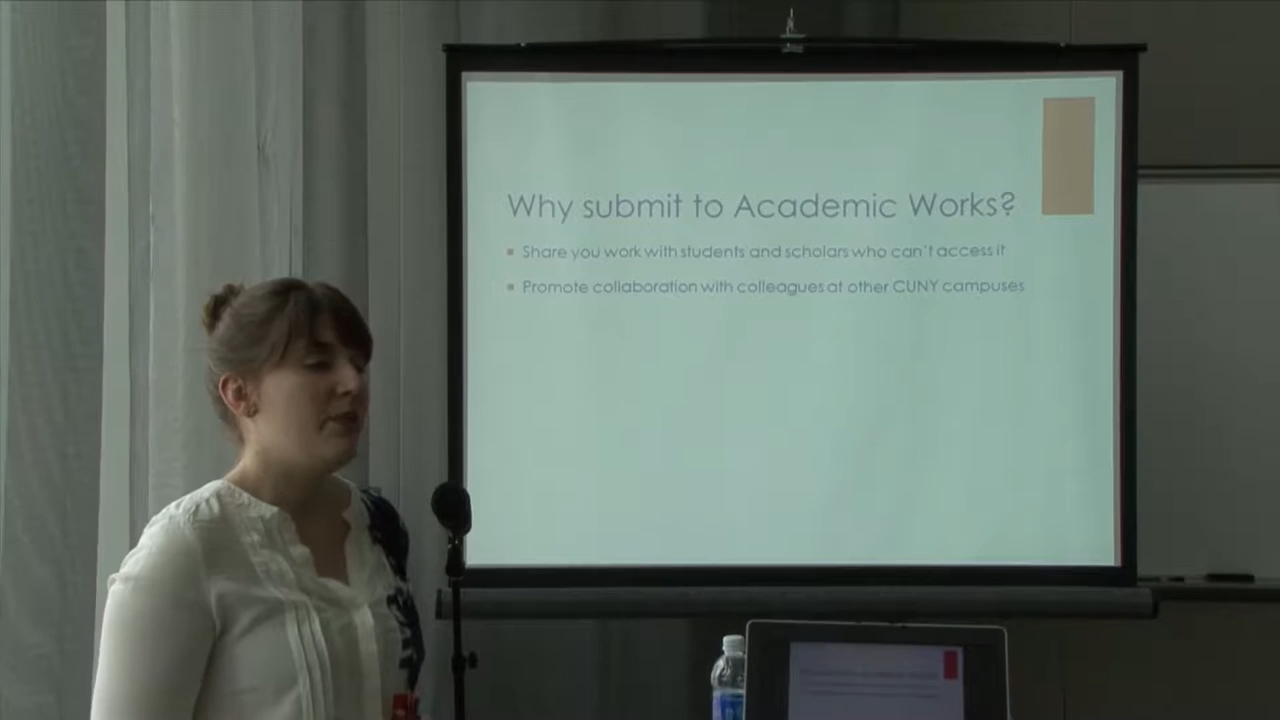 Why submit to Academic Works?
Share you work with students and scholars who can't access it
Promote collaboration with colleagues at other CUNY campuses